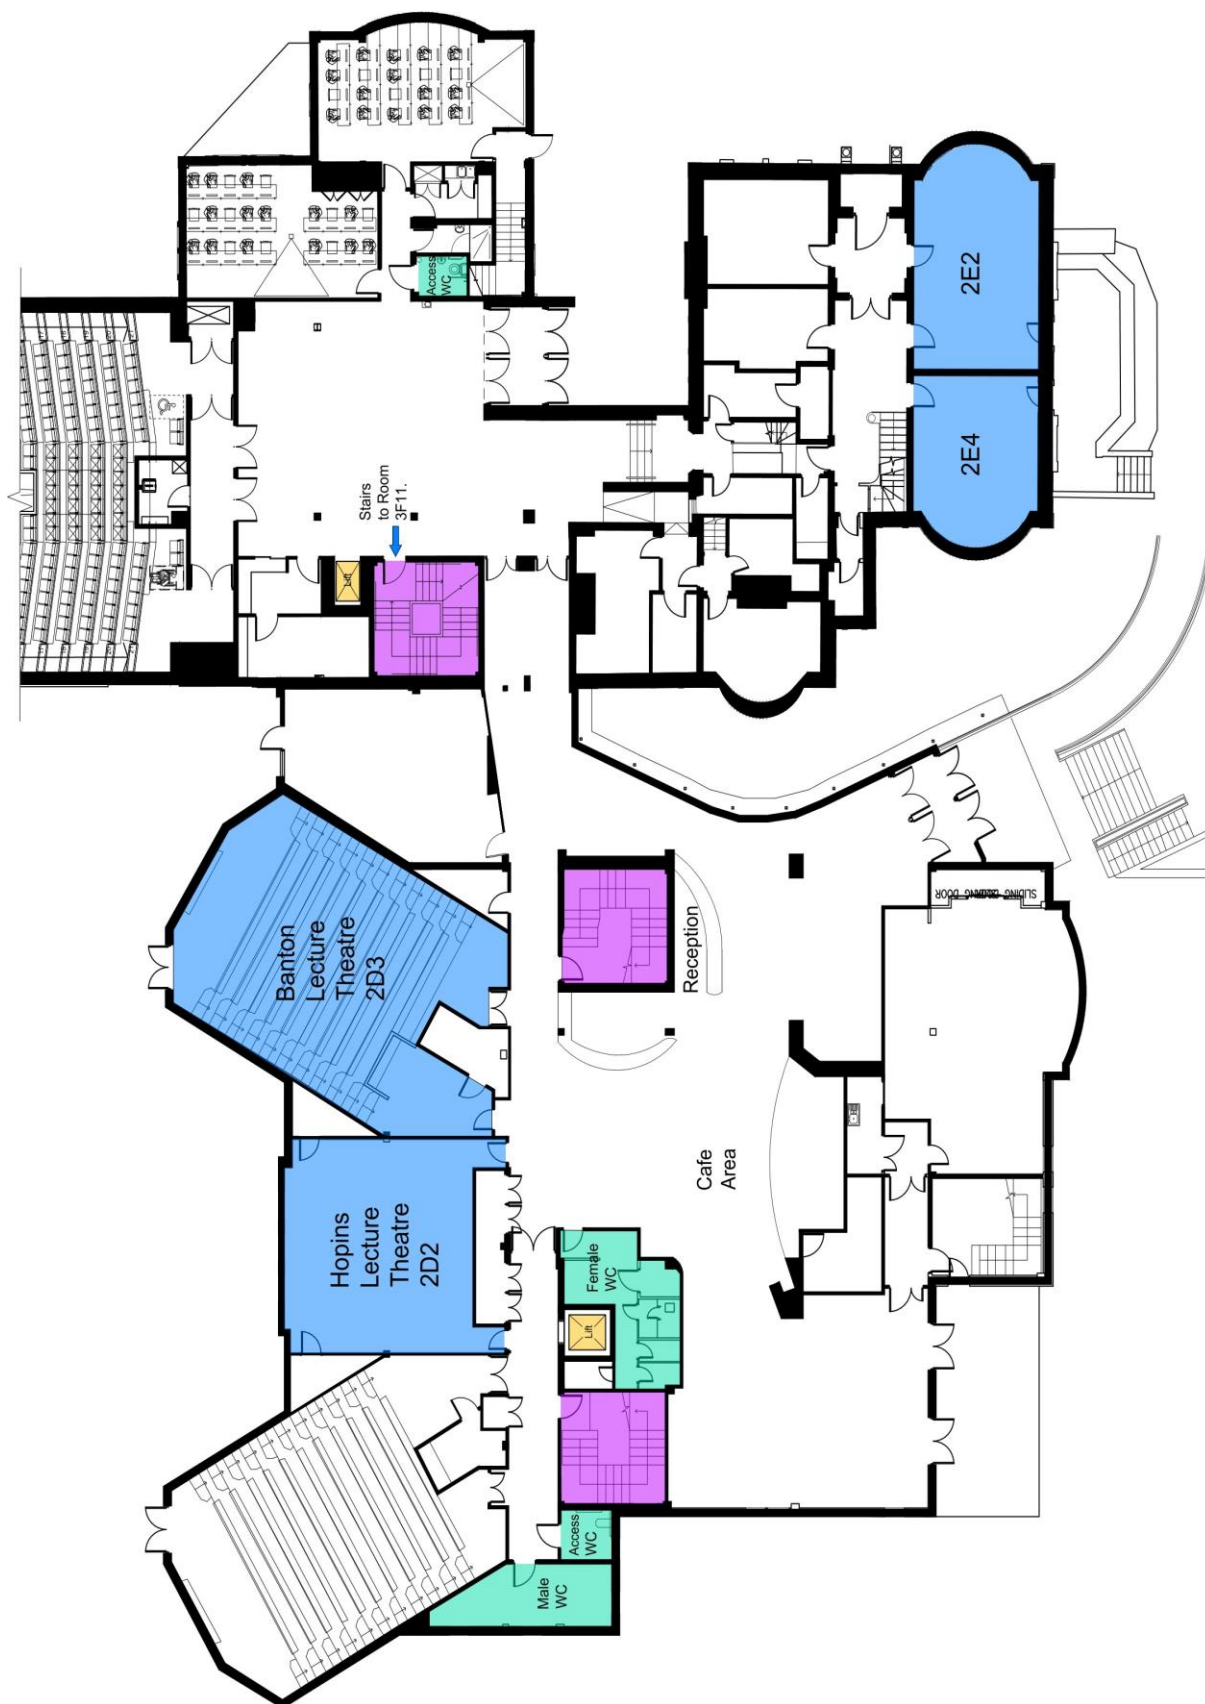 Access
WC
2E2
2E4
Stairs
to Room
3F11.
Lift
Banton
Lecture
Theatre
2D3
Reception
SLIDING DOOR
Hopins
Lecture
Theatre
2D2
Cafe
Area
Female
WC
Lift
Access
WC
Male
WC